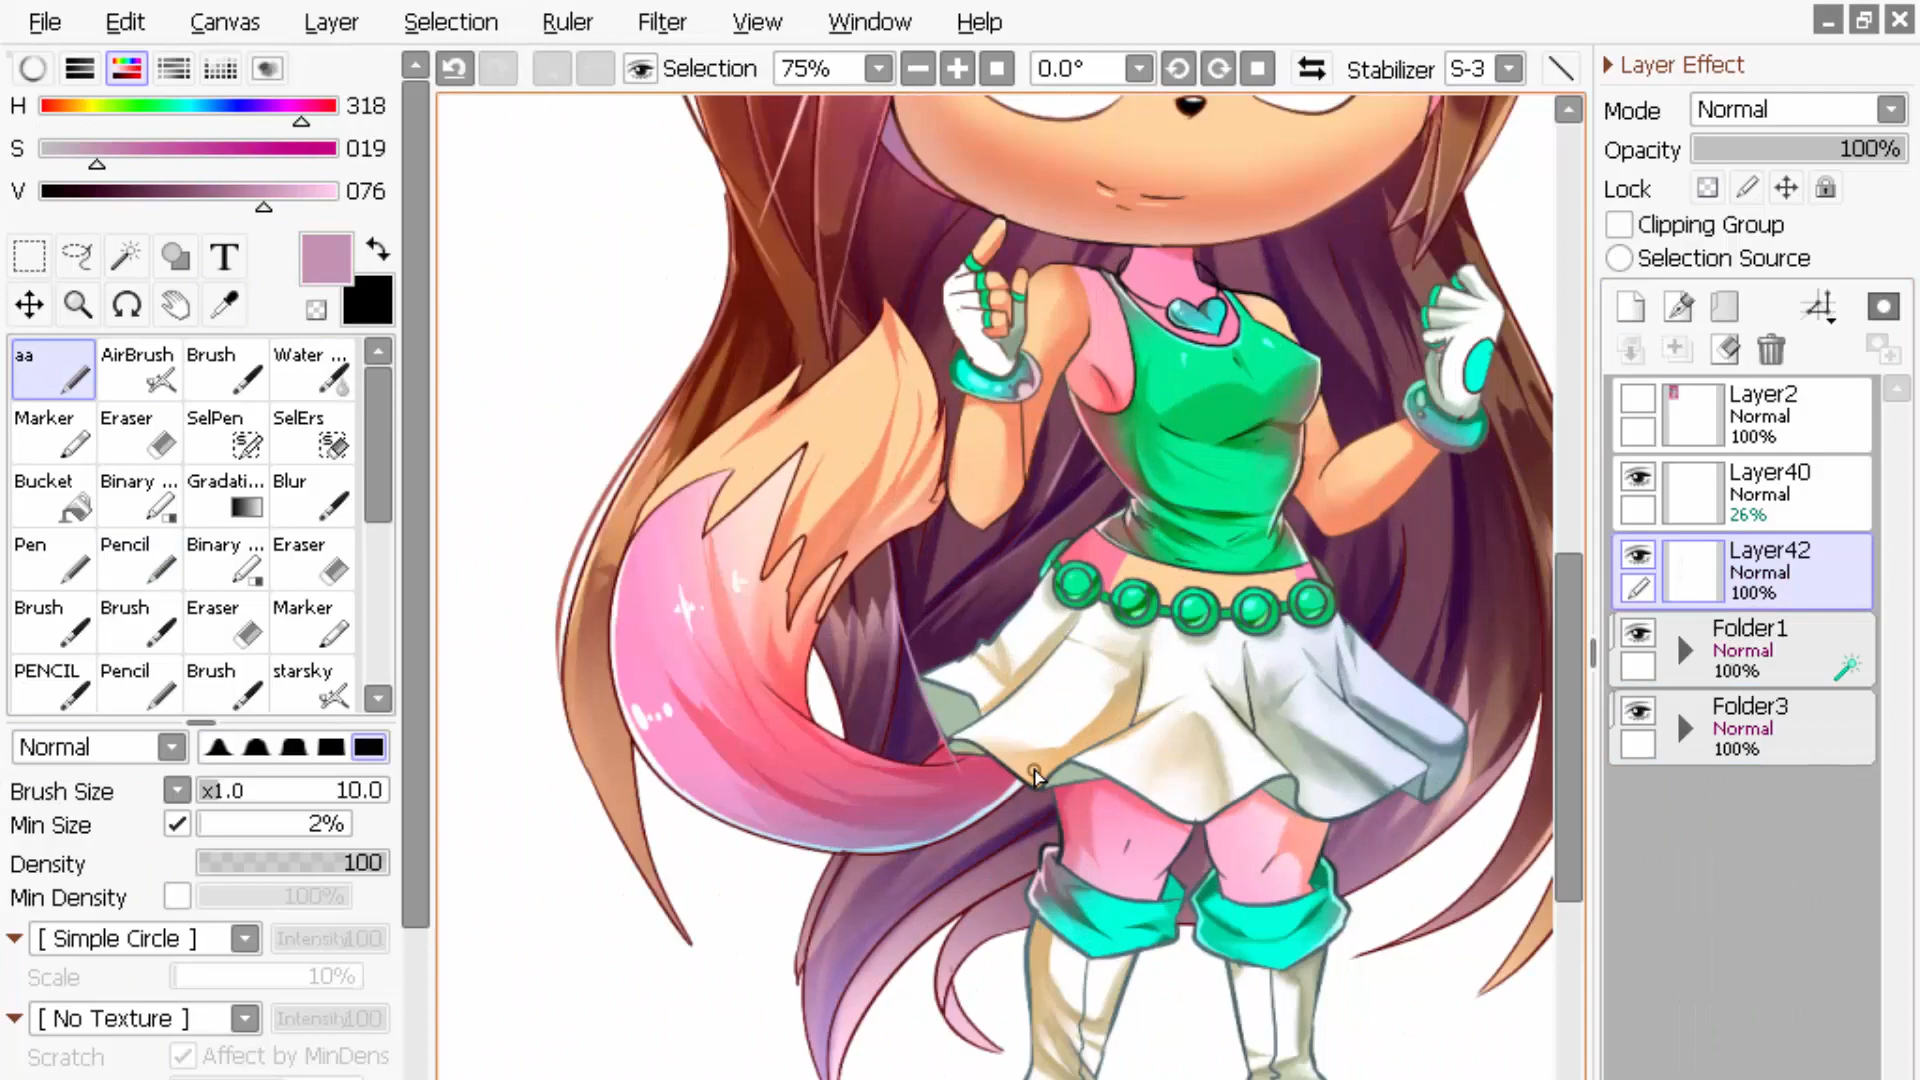 File Edit Canvas Layer Selection Ruler Filter View Window Help
Selection 75% 0.0° Stabilizer S-3
Layer Effect
H 318
S 019
V 076
Mode Normal
Opacity 100%
Lock
Clipping Group
Selection Source
T
aa AirBrush Brush Water ...
Marker Eraser SelPen SelErs
Bucket Binary ... Gradati... Blur
Pen Pencil Binary ... Eraser
Brush Brush Eraser Marker
PENCIL Pencil Brush starsky
Normal
Brush Size x1.0 10.0
Min Size 2%
Density 100
Min Density 100%
[ Simple Circle ] Intensity 100
Scale 10%
[ No Texture ] Intensity 100
Scratch Affect by MinDens
Layer2
Normal
100%
Layer40
Normal
26%
Layer42
Normal
100%
Folder1
Normal
100%
Folder3
Normal
100%